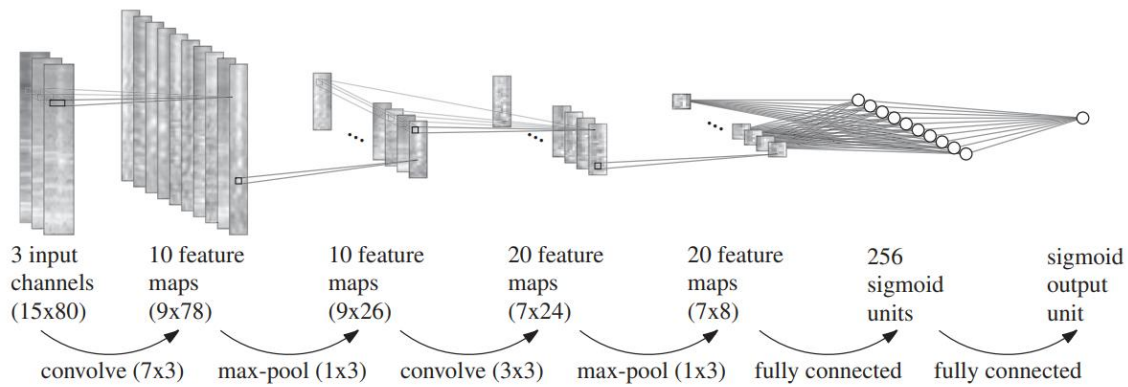 3 input
channels
(15x80)
10 feature
maps
(9x78)
10 feature
maps
(9x26)
20 feature
maps
(7x24)
20 feature
maps
(7x8)
256
sigmoid
units
sigmoid
output
unit
convolve (7x3)
max-pool (1x3)
convolve (3x3)
max-pool (1x3)
fully connected
fully connected